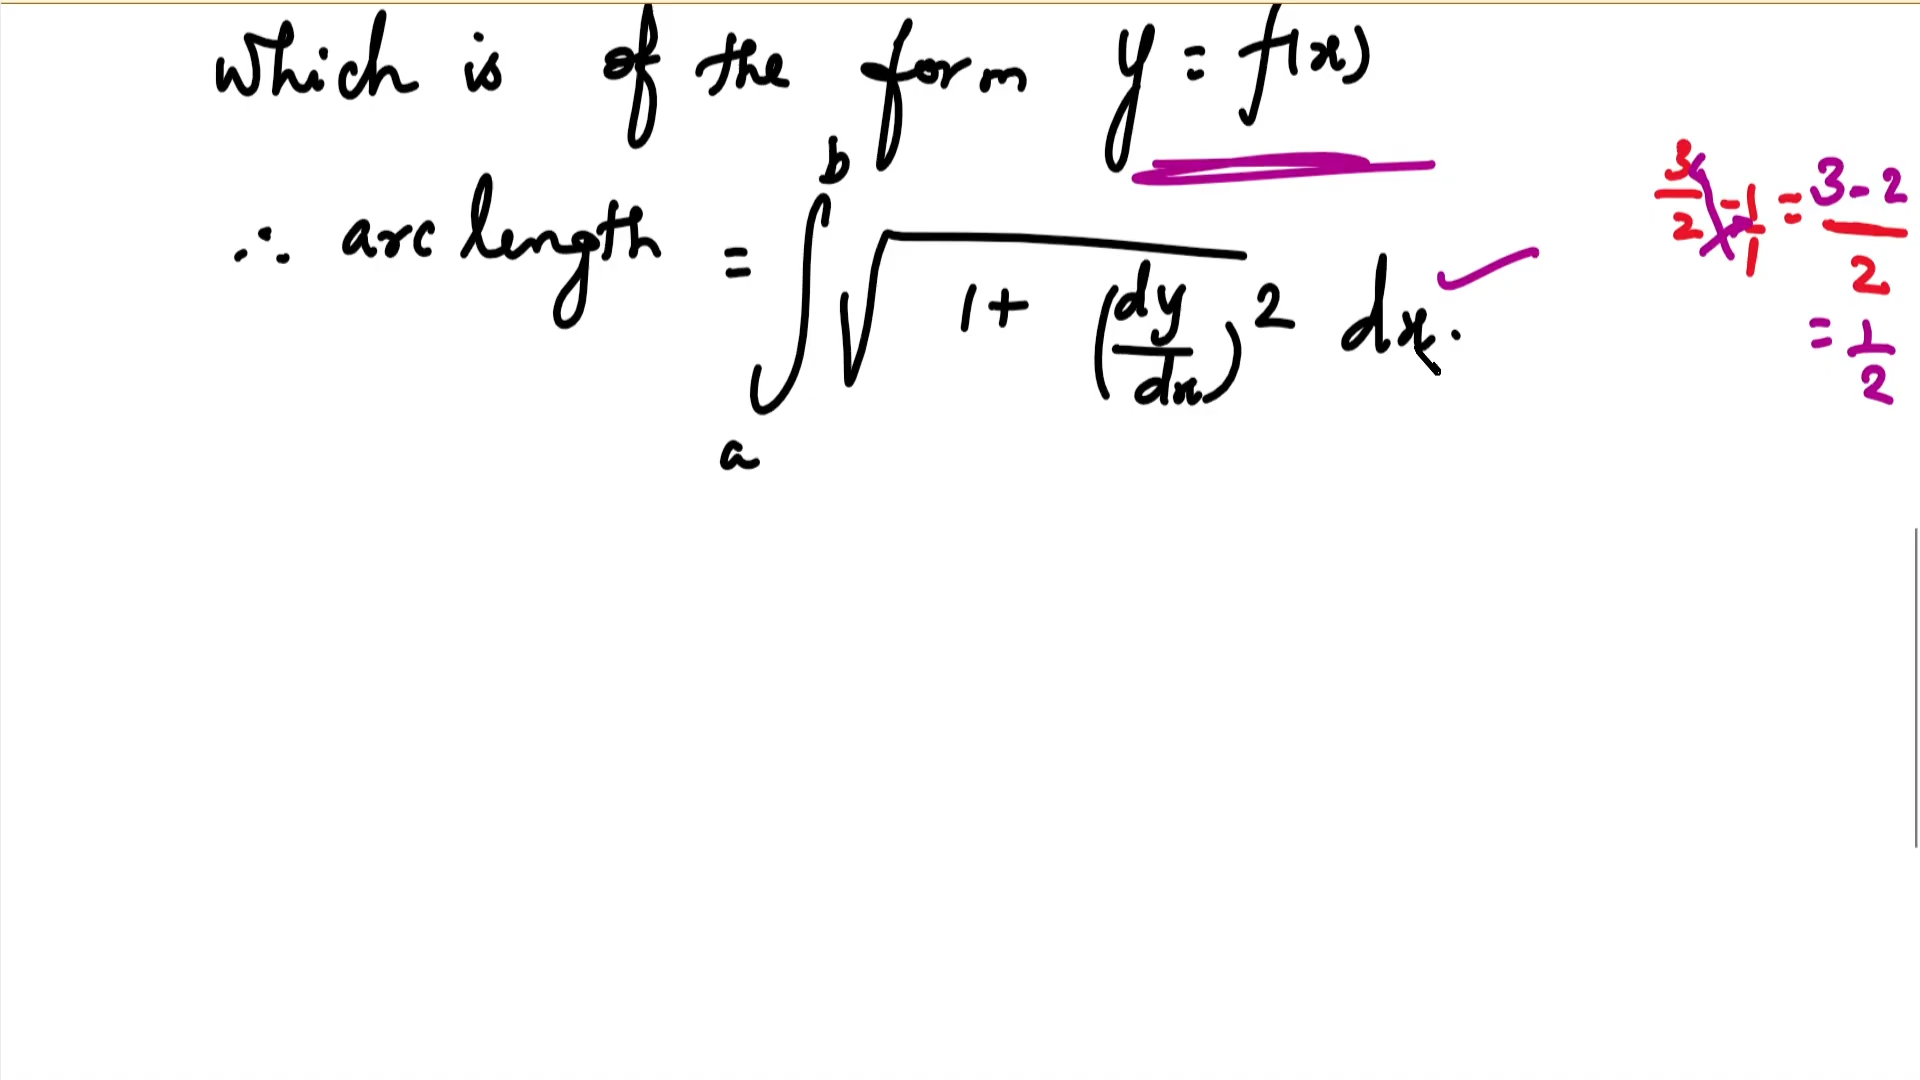 which is of the form y = f(x)
∴ arc length = ∫_a^b √(1 + (dy/dx)^2) dx.
3/2 - 1/1 = (3 - 2)/2
= 1/2